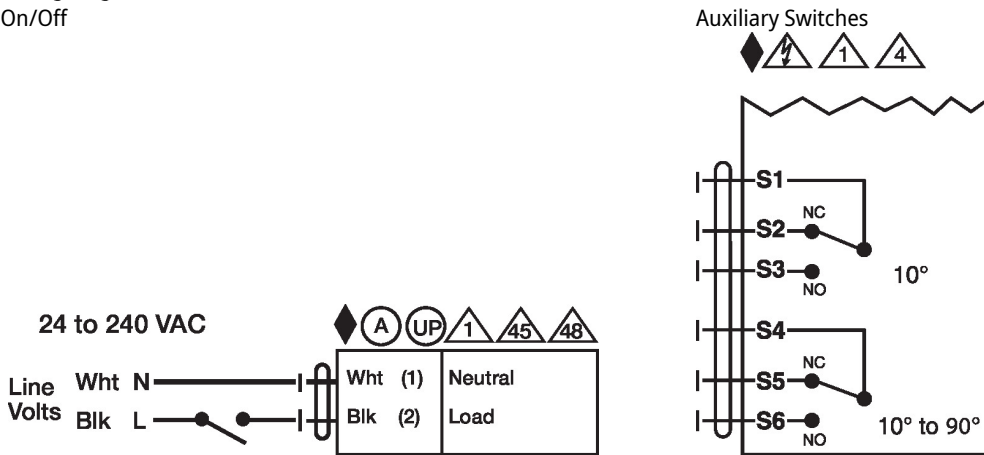 On/Off
24 to 240 VAC
A UP 1 45 48
Line Volts
Wht N
Blk L
Wht (1) Neutral
Blk (2) Load
Auxiliary Switches
1 4
S1
NC
S2
S3
NO
10°
S4
NC
S5
S6
NO
10° to 90°